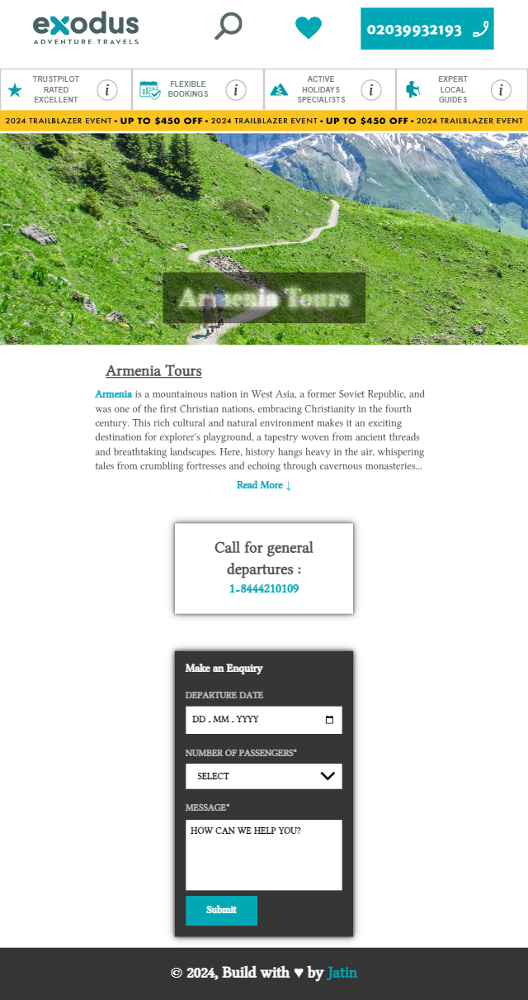 exodus
ADVENTURE TRAVELS
02039932193
TRUSTPILOT
RATED
EXCELLENT
i
FLEXIBLE
BOOKINGS
i
ACTIVE
HOLIDAYS
SPECIALISTS
i
EXPERT
LOCAL
GUIDES
i
2024 TRAILBLAZER EVENT • UP TO $450 OFF • 2024 TRAILBLAZER EVENT • UP TO $450 OFF • 2024 TRAILBLAZER EVENT
Armenia Tours
Armenia Tours
Armenia is a mountainous nation in West Asia, a former Soviet Republic, and
was one of the first Christian nations, embracing Christianity in the fourth
century. This rich cultural and natural environment makes it an exciting
destination for explorer's playground, a tapestry woven from ancient threads
and breathtaking landscapes. Here, history hangs heavy in the air, whispering
tales from crumbling fortresses and echoing through cavernous monasteries...
Read More ↓
Call for general
departures :
1-8444210109
Make an Enquiry
DEPARTURE DATE
DD - MM - YYYY
NUMBER OF PASSENGERS*
SELECT
MESSAGE*
HOW CAN WE HELP YOU?
Submit
© 2024, Build with ♥ by Jatin